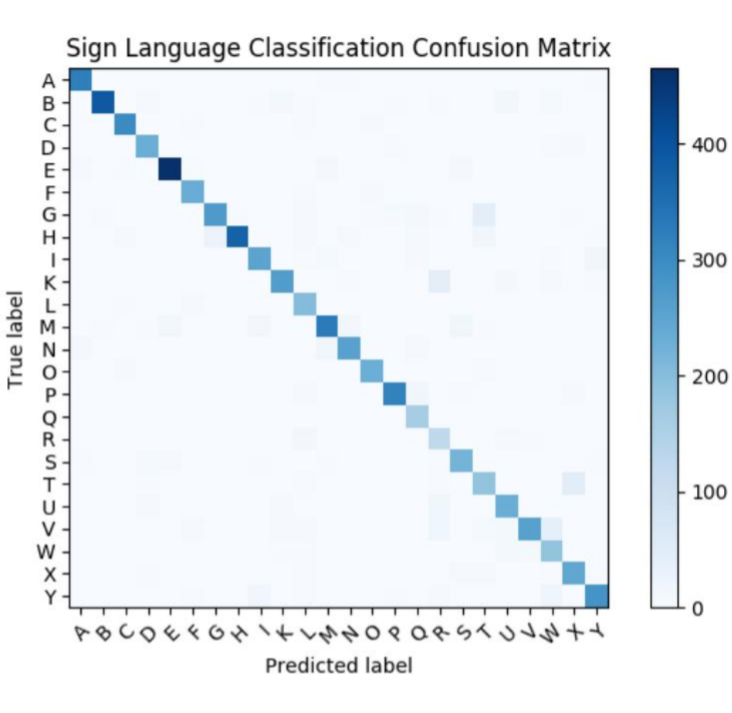 Sign Language Classification Confusion Matrix
A
B
C
D
E
F
G
H
I
K
L
M
N
O
P
Q
R
S
T
U
V
W
X
Y
True label
A B C D E F G H I K L M N O P Q R S T U V W X Y
Predicted label
400
300
200
100
0